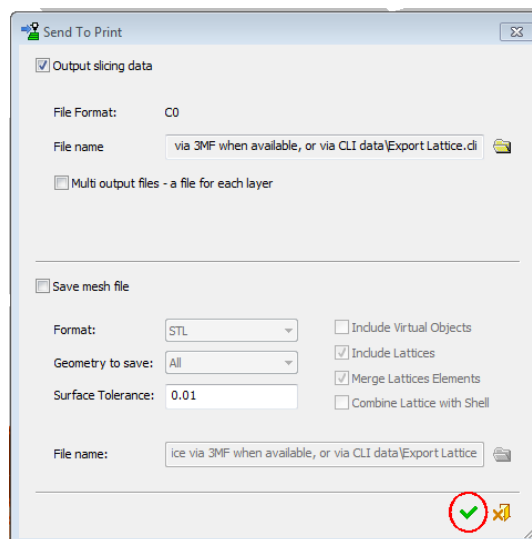 Send To Print
Output slicing data
File Format: C0
File name via 3MF when available, or via CLI data\Export Lattice.cli
Multi output files - a file for each layer
Save mesh file
Format: STL Include Virtual Objects
Geometry to save: All Include Lattices
Merge Lattices Elements
Surface Tolerance: 0.01
Combine Lattice with Shell
File name: ice via 3MF when available, or via CLI data\Export Lattice